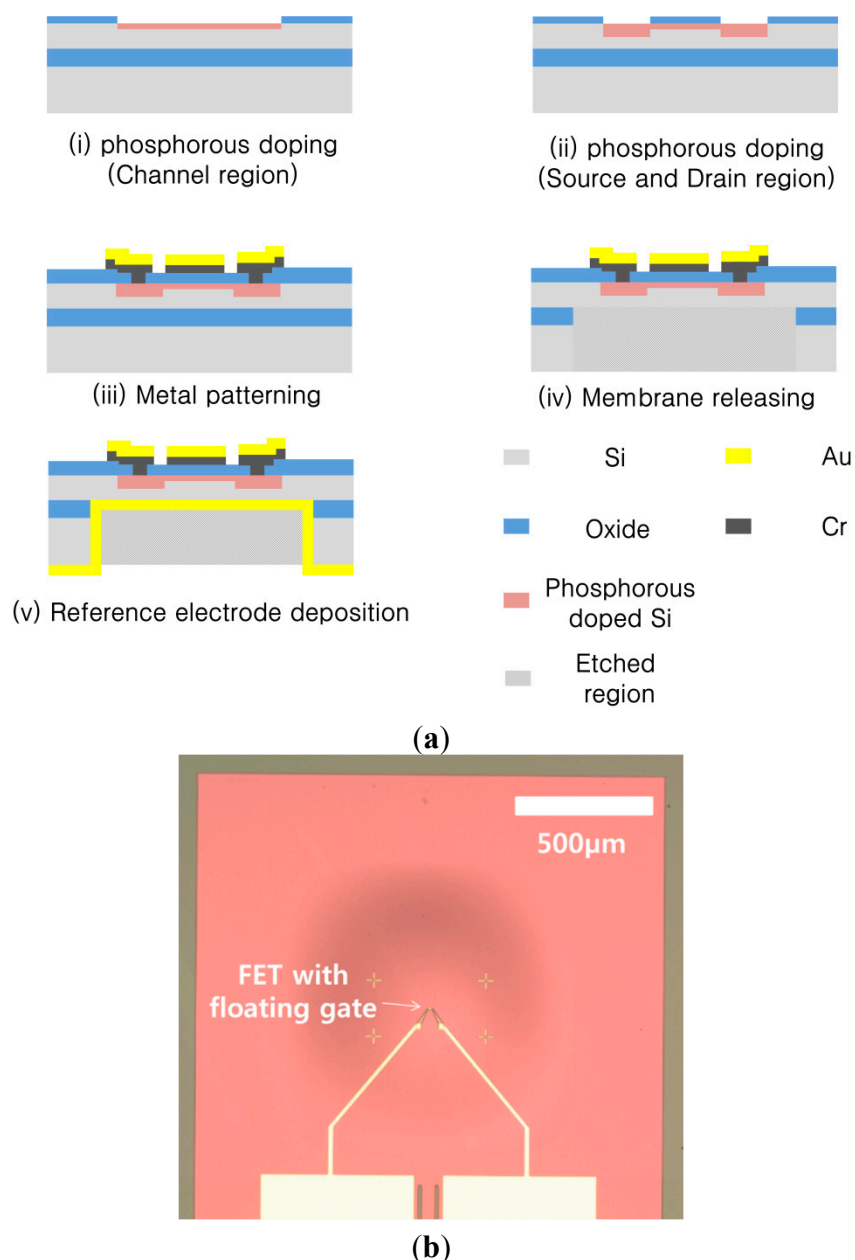 (i) phosphorous doping
(Channel region)
(ii) phosphorous doping
(Source and Drain region)
(iii) Metal patterning
(iv) Membrane releasing
(v) Reference electrode deposition
Si
Au
Oxide
Cr
Phosphorous
doped Si
Etched
region
(a)
500μm
FET with
floating gate
(b)